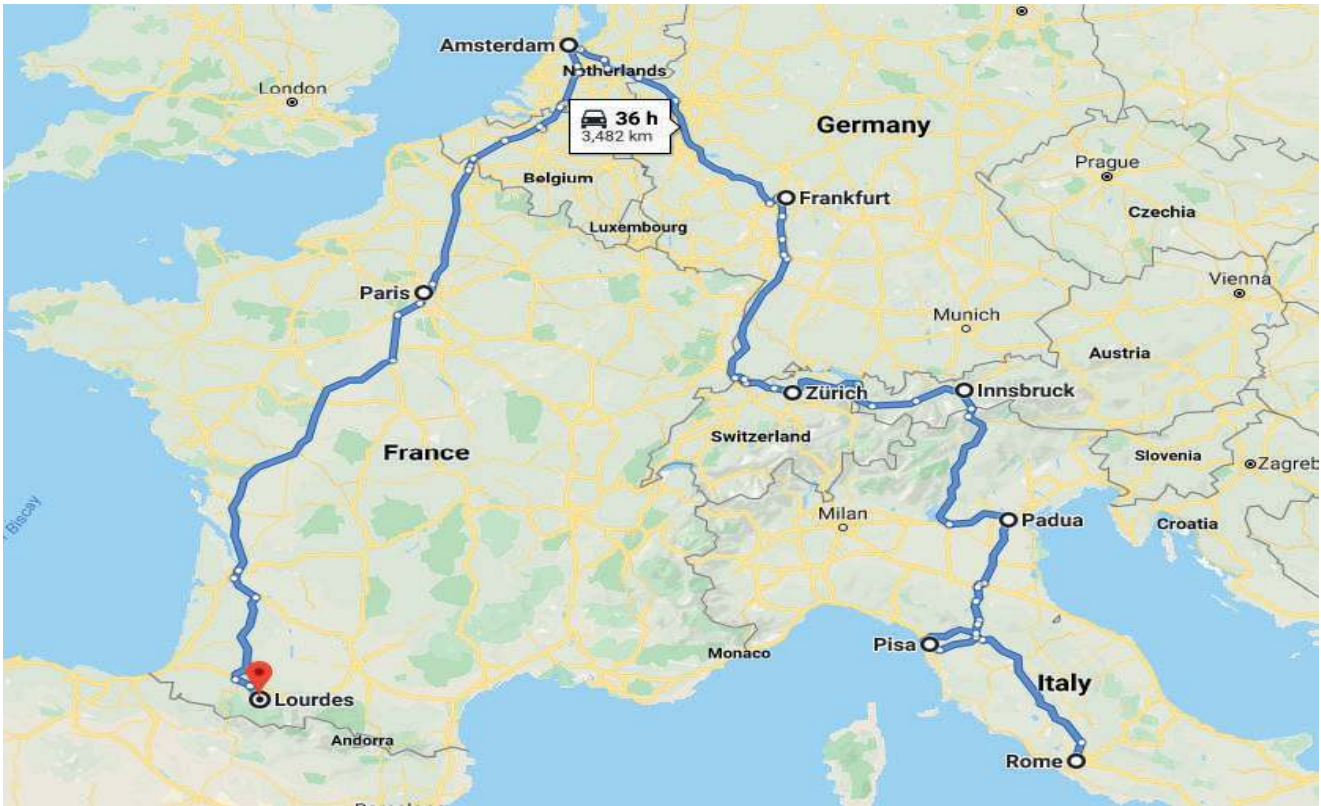 Amsterdam
Netherlands
London
36 h
3,482 km
Germany
Prague
Belgium
Frankfurt
Czechia
Luxembourg
Vienna
Paris
Munich
Austria
Zürich
Innsbruck
Switzerland
France
Slovenia
Zagreb
Biscay
Milan
Padua
Croatia
Pisa
Monaco
Italy
Lourdes
Andorra
Rome